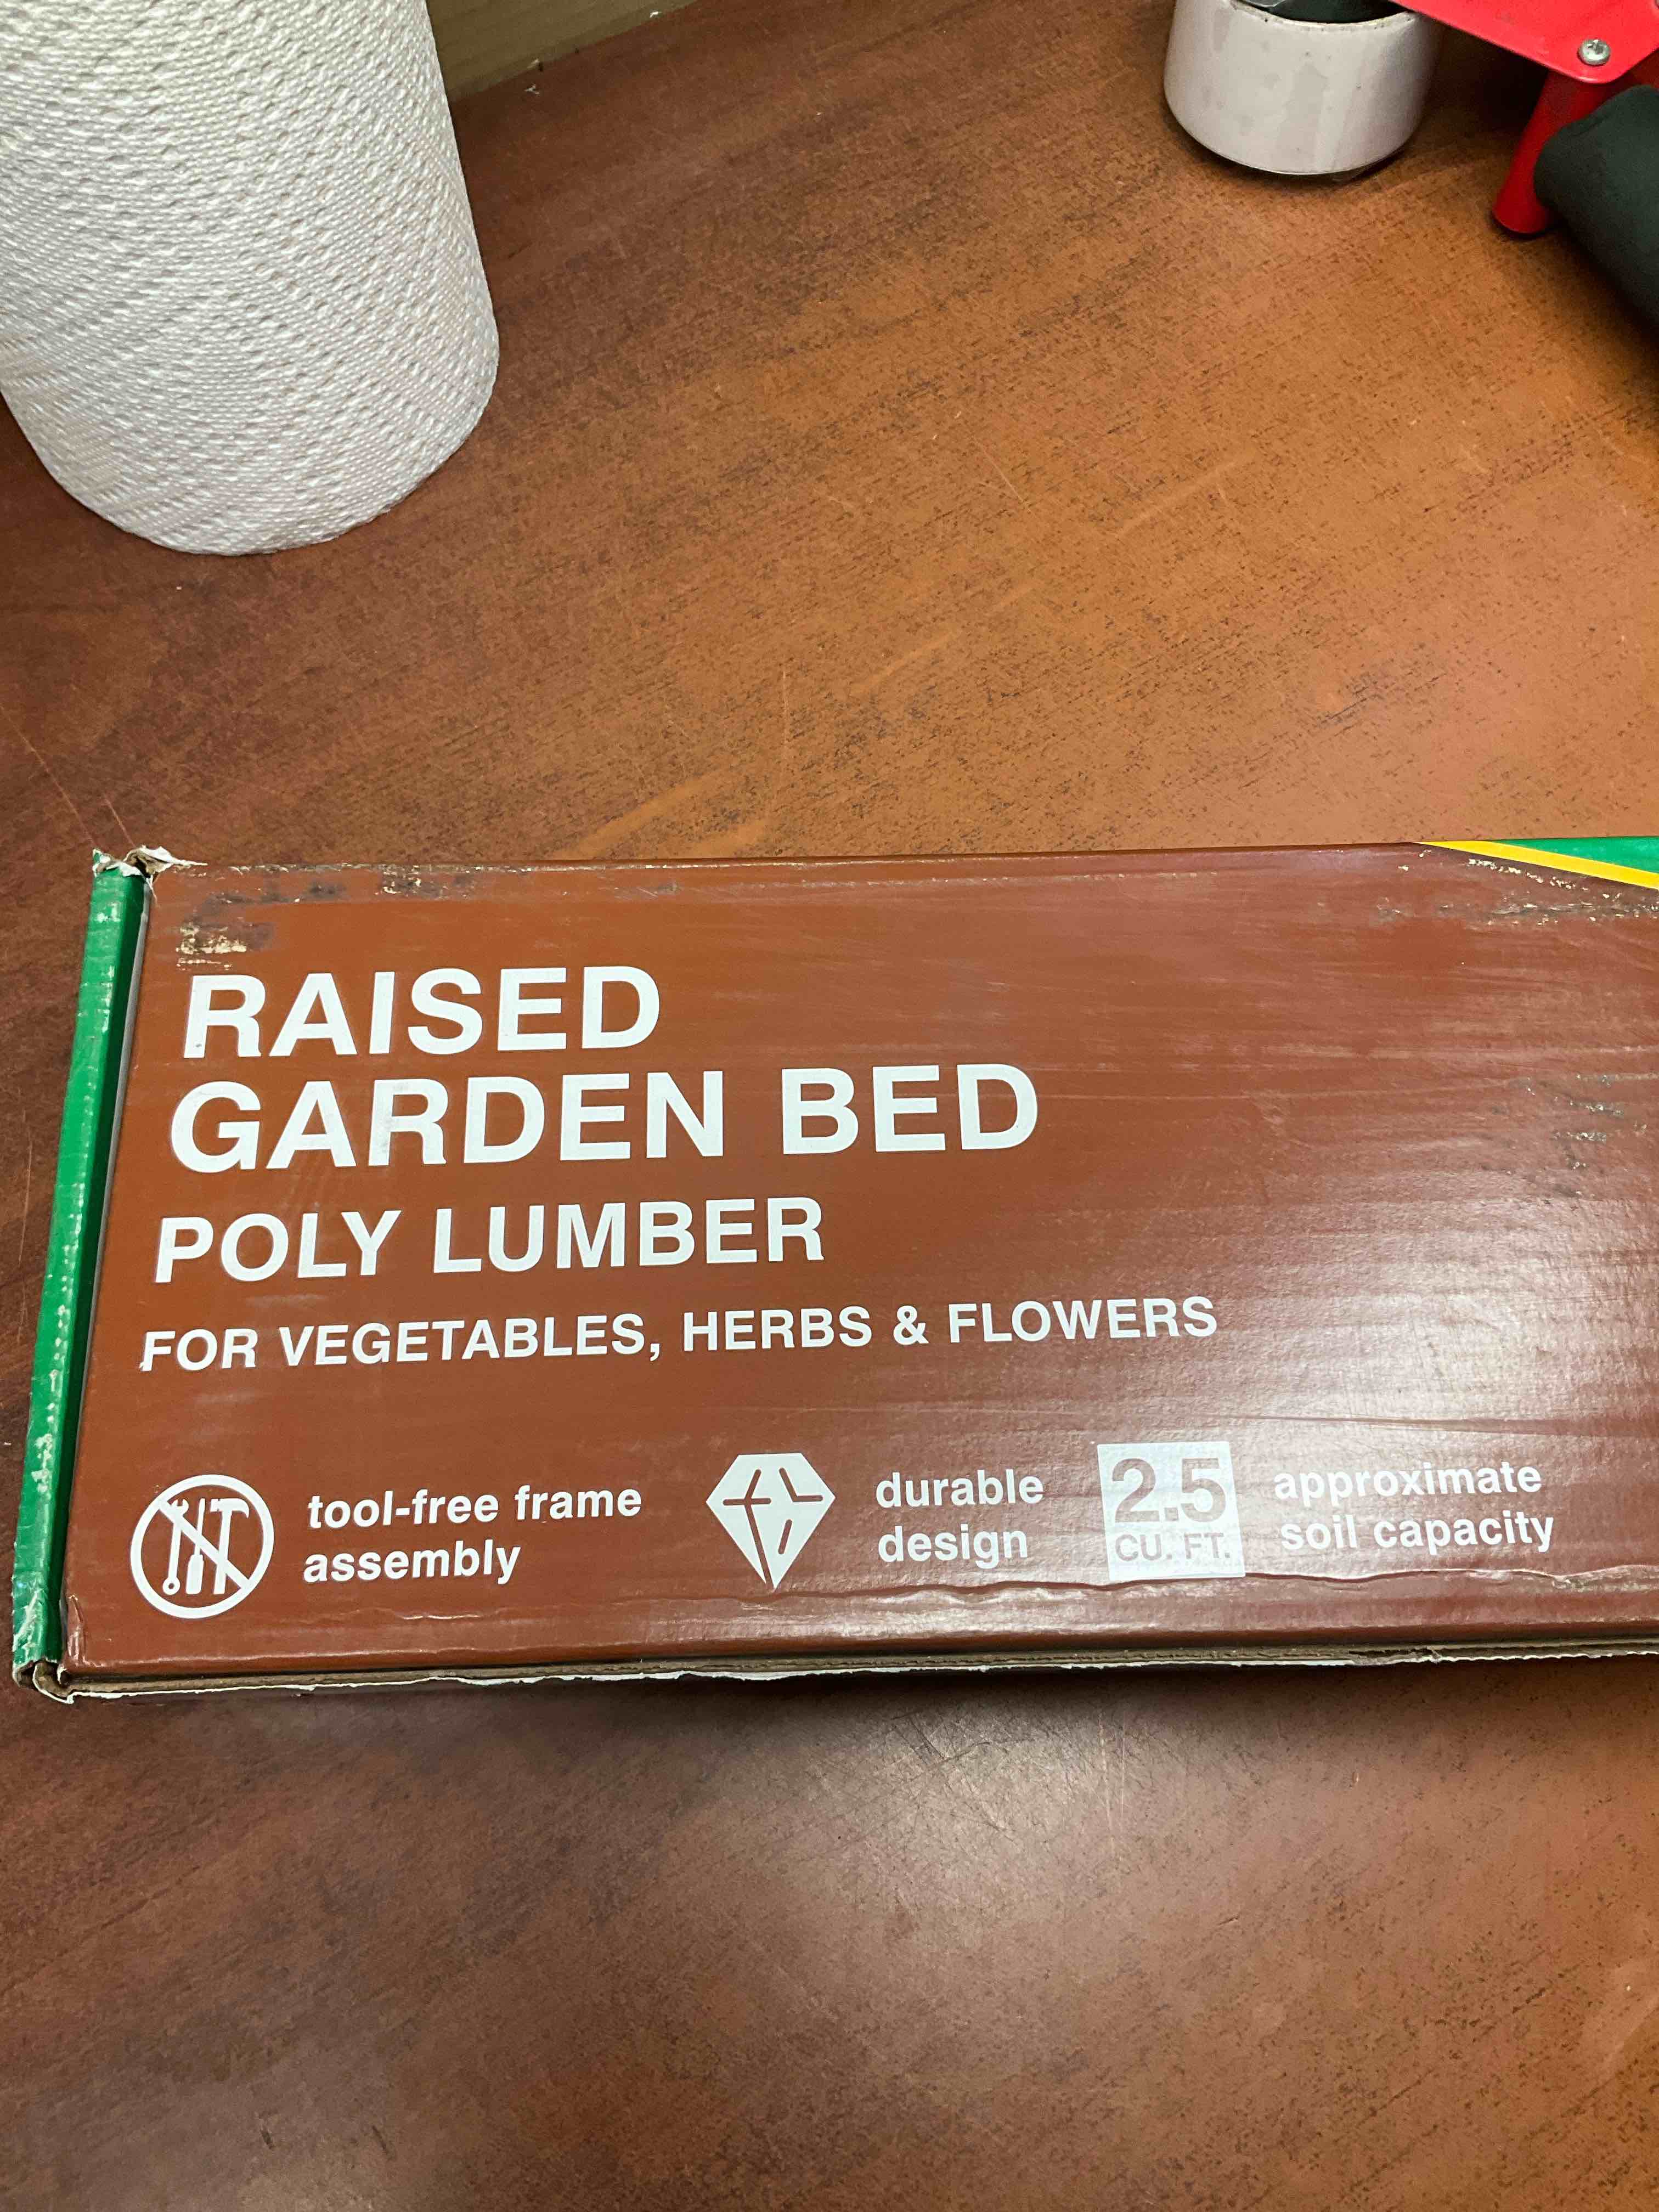 RAISED
GARDEN BED
POLY LUMBER
FOR VEGETABLES, HERBS & FLOWERS
tool-free frame
assembly
durable
design
2.5
CU. FT.
approximate
soil capacity